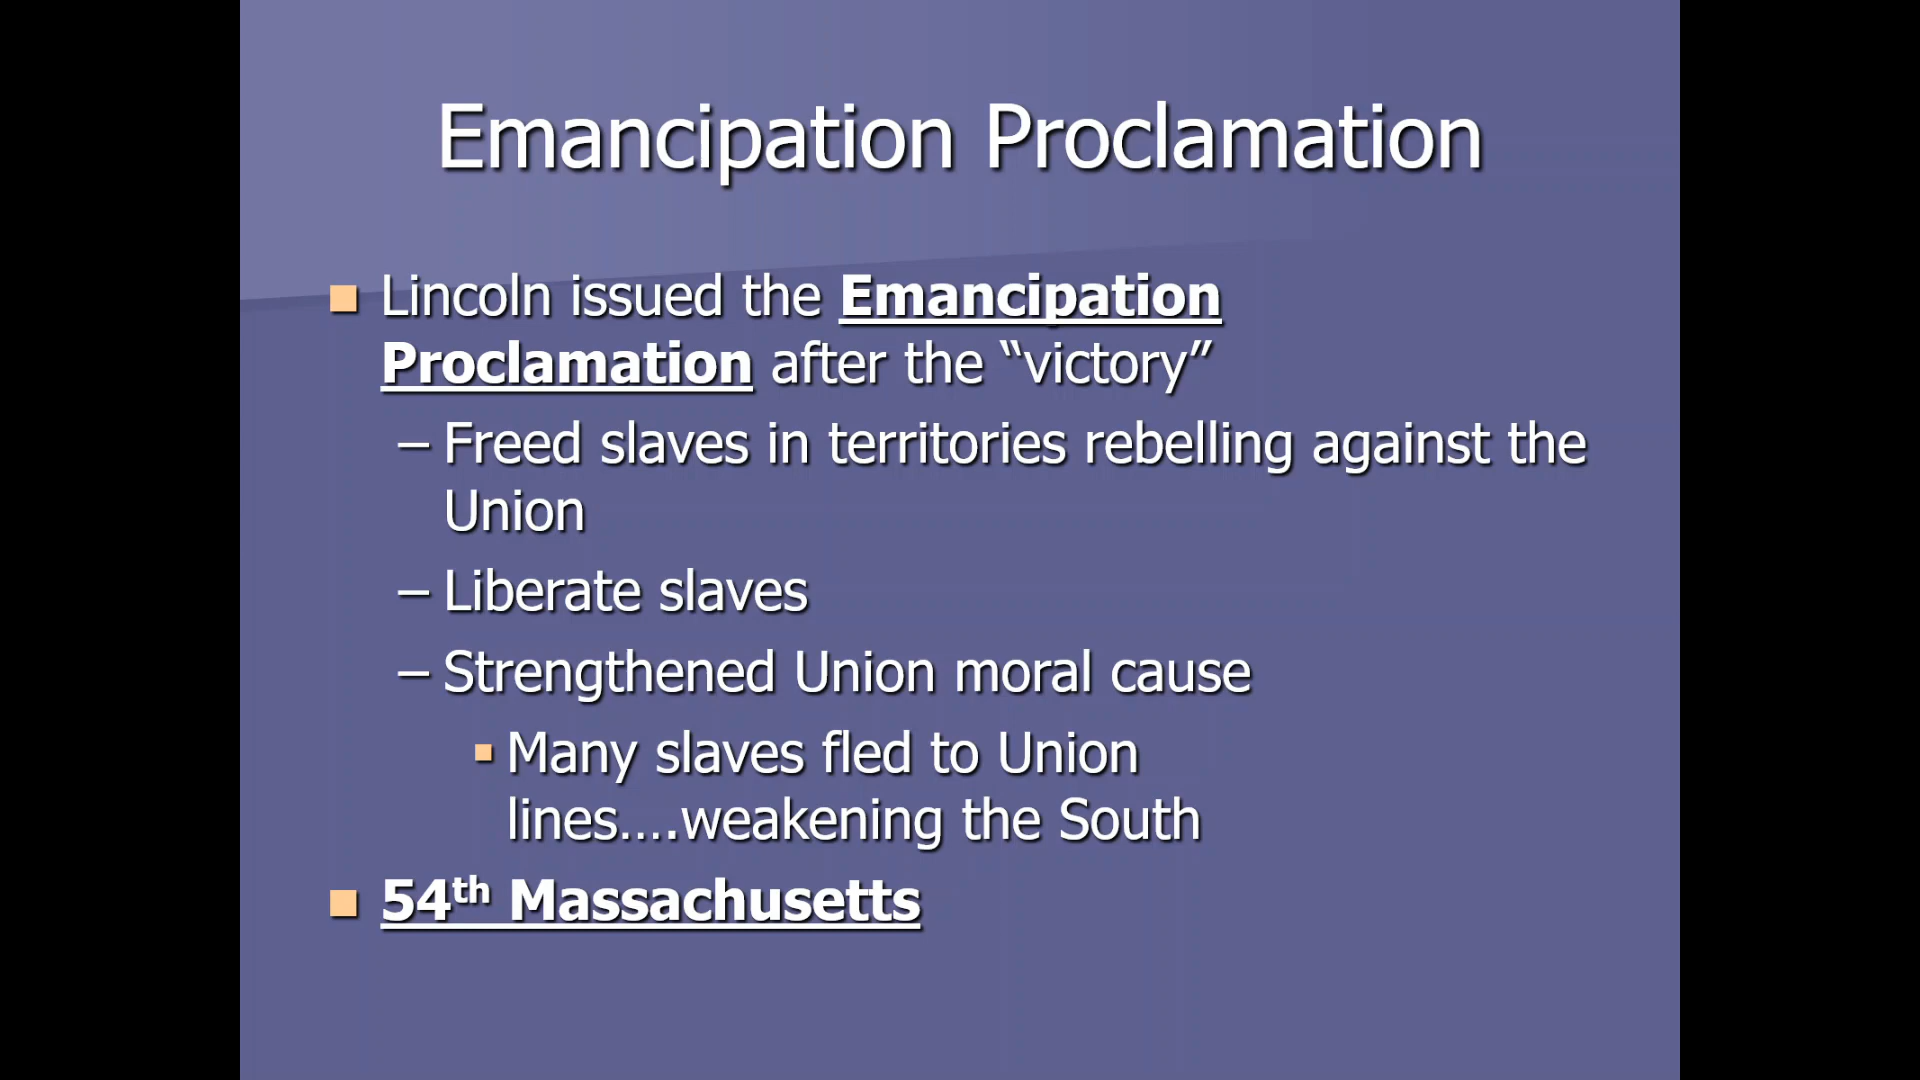 Emancipation Proclamation
Lincoln issued the Emancipation
Proclamation after the “victory”
– Freed slaves in territories rebelling against the
Union
– Liberate slaves
– Strengthened Union moral cause
▪ Many slaves fled to Union
lines….weakening the South
54th Massachusetts